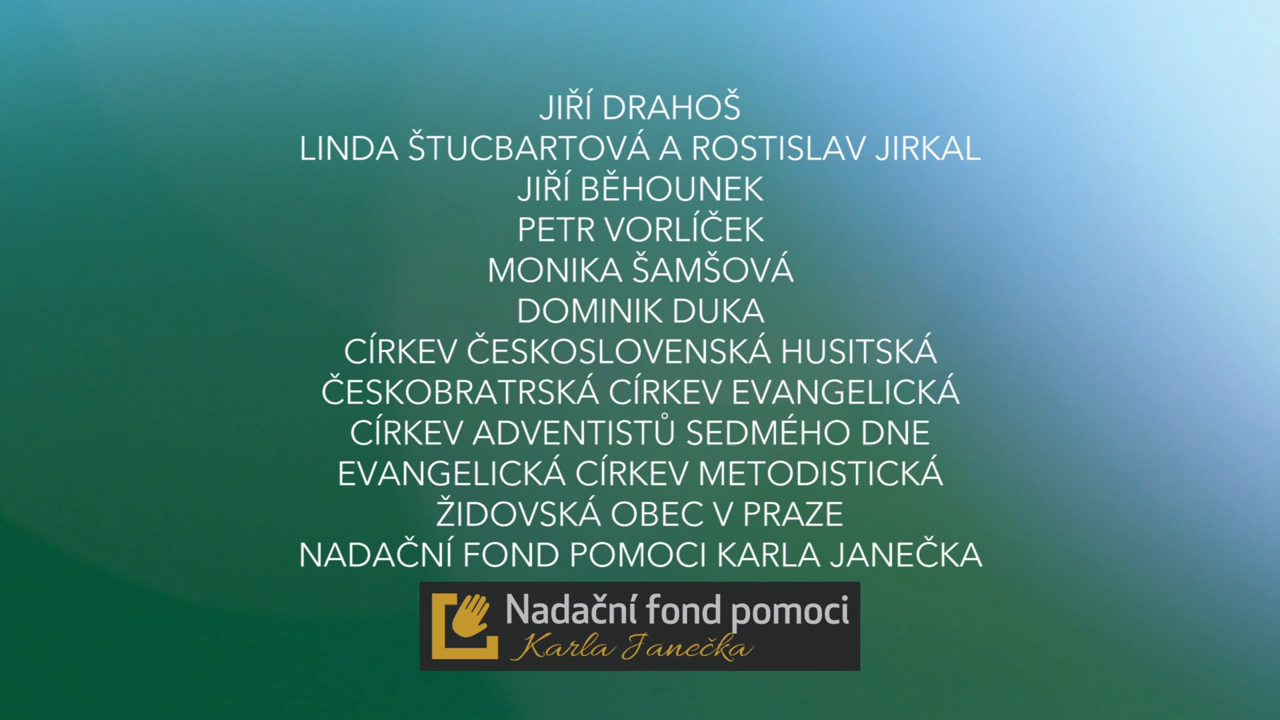 JIŘÍ DRAHOŠ
LINDA ŠTUCBARTOVÁ A ROSTISLAV JIRKAL
JIŘÍ BĚHOUNEK
PETR VORLÍČEK
MONIKA ŠAMŠOVÁ
DOMINIK DUKA
CÍRKEV ČESKOSLOVENSKÁ HUSITSKÁ
ČESKOBRATRSKÁ CÍRKEV EVANGELICKÁ
CÍRKEV ADVENTISTŮ SEDMÉHO DNE
EVANGELICKÁ CÍRKEV METODISTICKÁ
ŽIDOVSKÁ OBEC V PRAZE
NADAČNÍ FOND POMOCI KARLA JANEČKA
Nadační fond pomoci
Karla Janečka